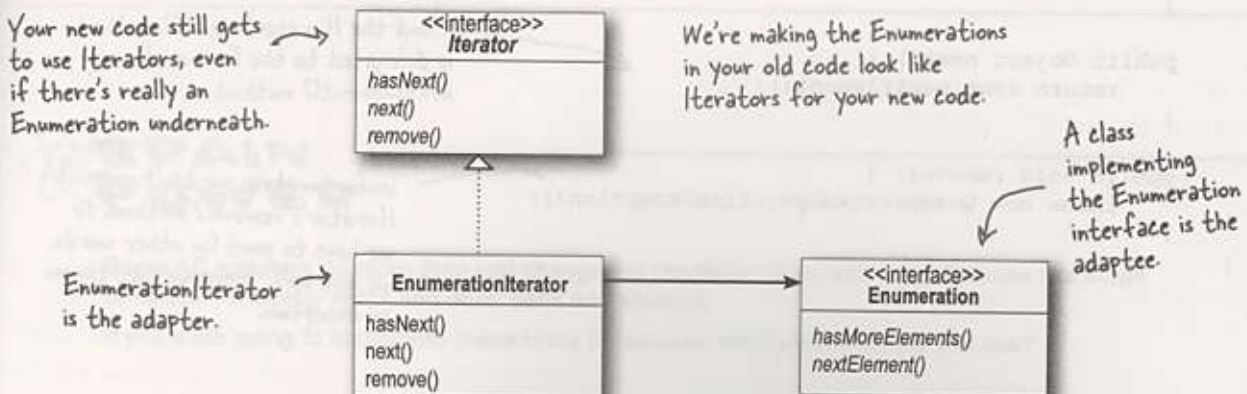 Your new code still gets
to use Iterators, even
if there's really an
Enumeration underneath.
<<interface>>
Iterator
hasNext()
next()
remove()
We're making the Enumerations
in your old code look like
Iterators for your new code.
A class
implementing
the Enumeration
interface is the
adaptee.
EnumerationIterator
is the adapter.
EnumerationIterator
hasNext()
next()
remove()
<<interface>>
Enumeration
hasMoreElements()
nextElement()